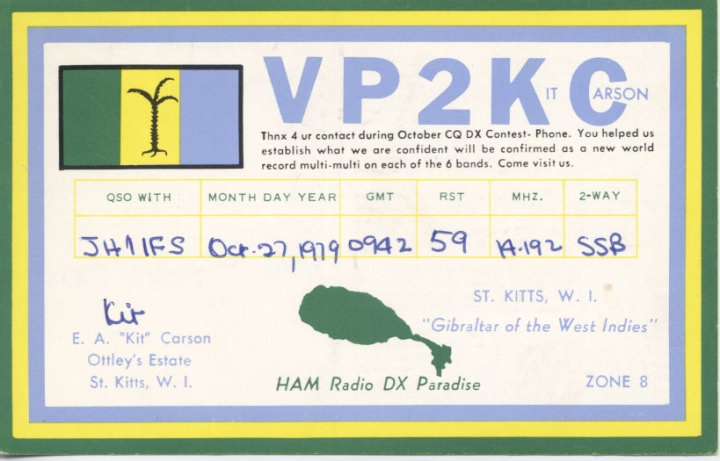 VP2KC
IT ARSON
Thnx 4 ur contact during October CQ DX Contest- Phone. You helped us
establish what we are confident will be confirmed as a new world
record multi-multi on each of the 6 bands. Come visit us.
QSO WITH MONTH DAY YEAR GMT RST MHZ. 2-WAY
JH1IFS Oct-27,1979 0942 59 14.192 SSB
Kit
E. A. "Kit" Carson
Ottley's Estate
St. Kitts, W. I.
HAM Radio DX Paradise
ST. KITTS, W. I.
"Gibraltar of the West Indies"
ZONE 8